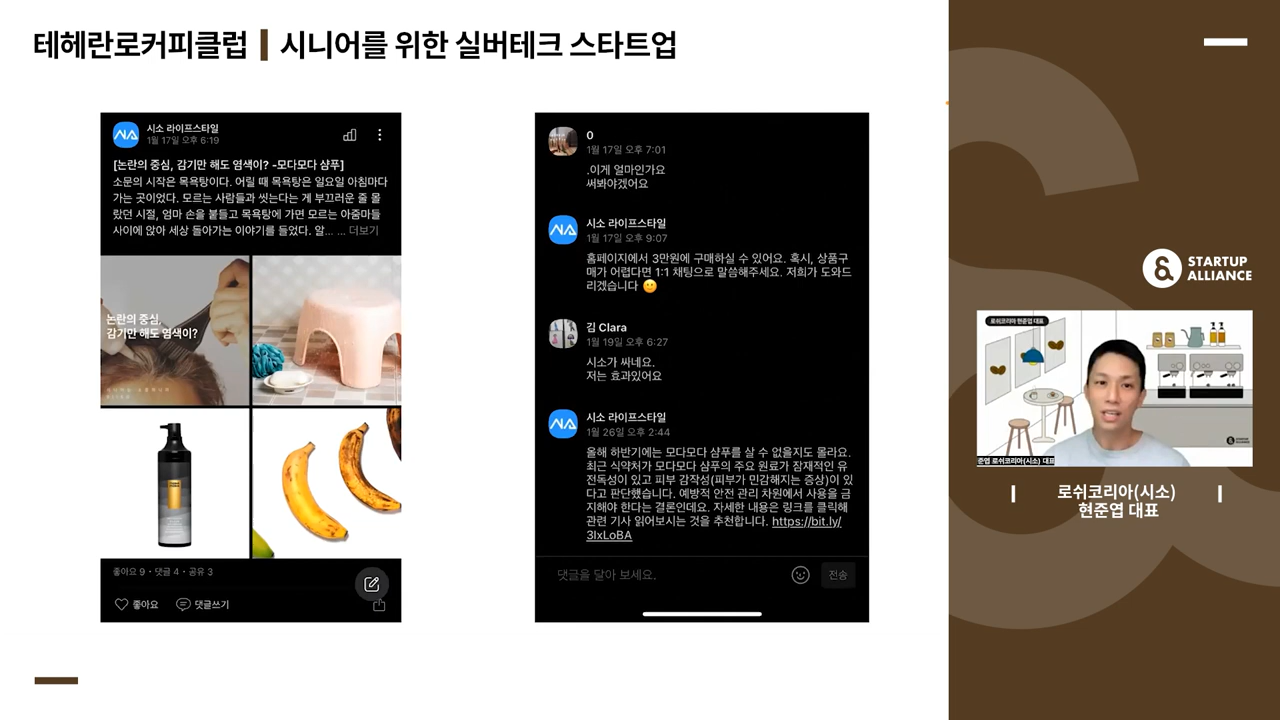 테헤란로커피클럽 | 시니어를 위한 실버테크 스타트업
시소 라이프스타일
1월 17일 오후 6:19
[논란의 중심, 감기만 해도 염색이? -모다모다 샴푸]
소문의 시작은 목욕탕이다. 어릴 때 목욕탕은 일요일 아침마다
가는 곳이었다. 모르는 사람들과 씻는다는 게 부끄러운 줄 몰
랐던 시절, 엄마 손을 붙들고 목욕탕에 가면 모르는 아줌마들
사이에 앉아 세상 돌아가는 이야기를 들었다. 알... ... 더보기
논란의 중심,
감기만 해도 염색이?
좋아요 9 • 댓글 4 • 공유 3
좋아요
댓글쓰기
0
1월 17일 오후 7:01
.이게 얼마인가요
써봐야겠어요
시소 라이프스타일
1월 17일 오후 9:07
홈페이지에서 3만원에 구매하실 수 있어요. 혹시, 상품구
매가 어렵다면 1:1 채팅으로 말씀해주세요. 저희가 도와드
리겠습니다 🙂
김 Clara
1월 19일 오후 6:27
시소가 싸네요.
저는 효과있어요
시소 라이프스타일
1월 26일 오후 2:44
올해 하반기에는 모다모다 샴푸를 살 수 없을지도 몰라요.
최근 식약처가 모다모다 샴푸의 주요 원료가 잠재적인 유
전독성이 있고 피부 감작성(피부가 민감해지는 증상)이 있
다고 판단했습니다. 예방적 안전 관리 차원에서 사용을 금
지해야 한다는 결론인데요. 자세한 내용은 링크를 클릭해
관련 기사 읽어보시는 것을 추천합니다. https://bit.ly/
3IxLoBA
댓글을 달아 보세요.
전송
STARTUP
ALLIANCE
로쉬코리아 현준엽 대표
준엽 로쉬코리아(시소) 대표
로쉬코리아(시소)
현준엽 대표